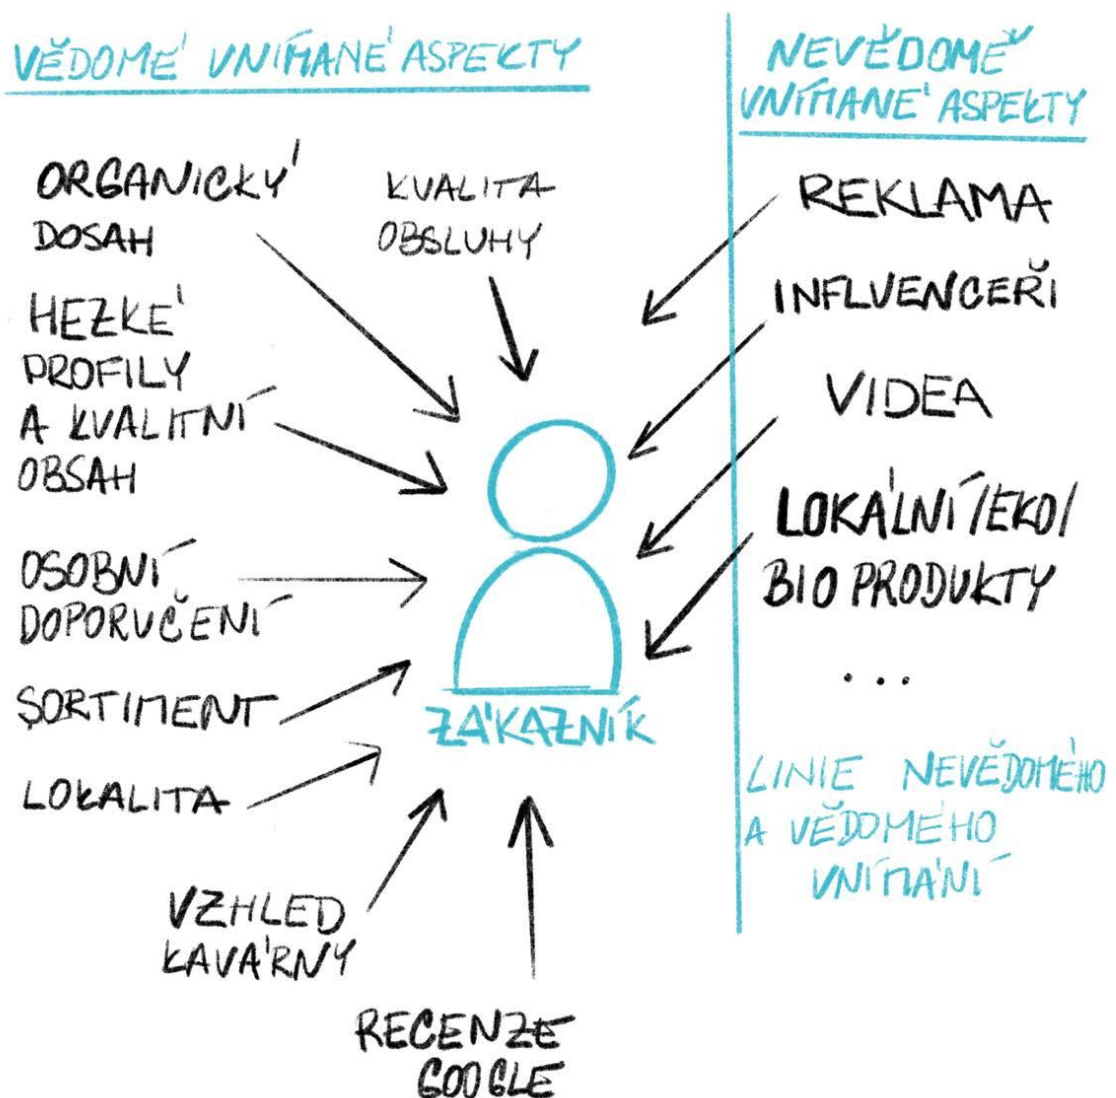 VĚDOMÉ VNÍMANÉ ASPEKTY
ORGANICKÝ
DOSAH
KVALITA
OBSLUHY
HEZKÉ
PROFILY
A KVALITNÍ
OBSAH
OSOBNÍ
DOPORUČENÍ
SORTIMENT
LOKALITA
VZHLED
KAVÁRNY
RECENZE
GOOGLE
ZÁKAZNÍK
NEVĚDOMĚ
VNÍMANÉ ASPEKTY
REKLAMA
INFLUENCEŘI
VIDEA
LOKÁLNÍ/EKO/
BIO PRODUKTY
...
LINIE NEVĚDOMÉHO
A VĚDOMÉHO
VNÍMÁNÍ